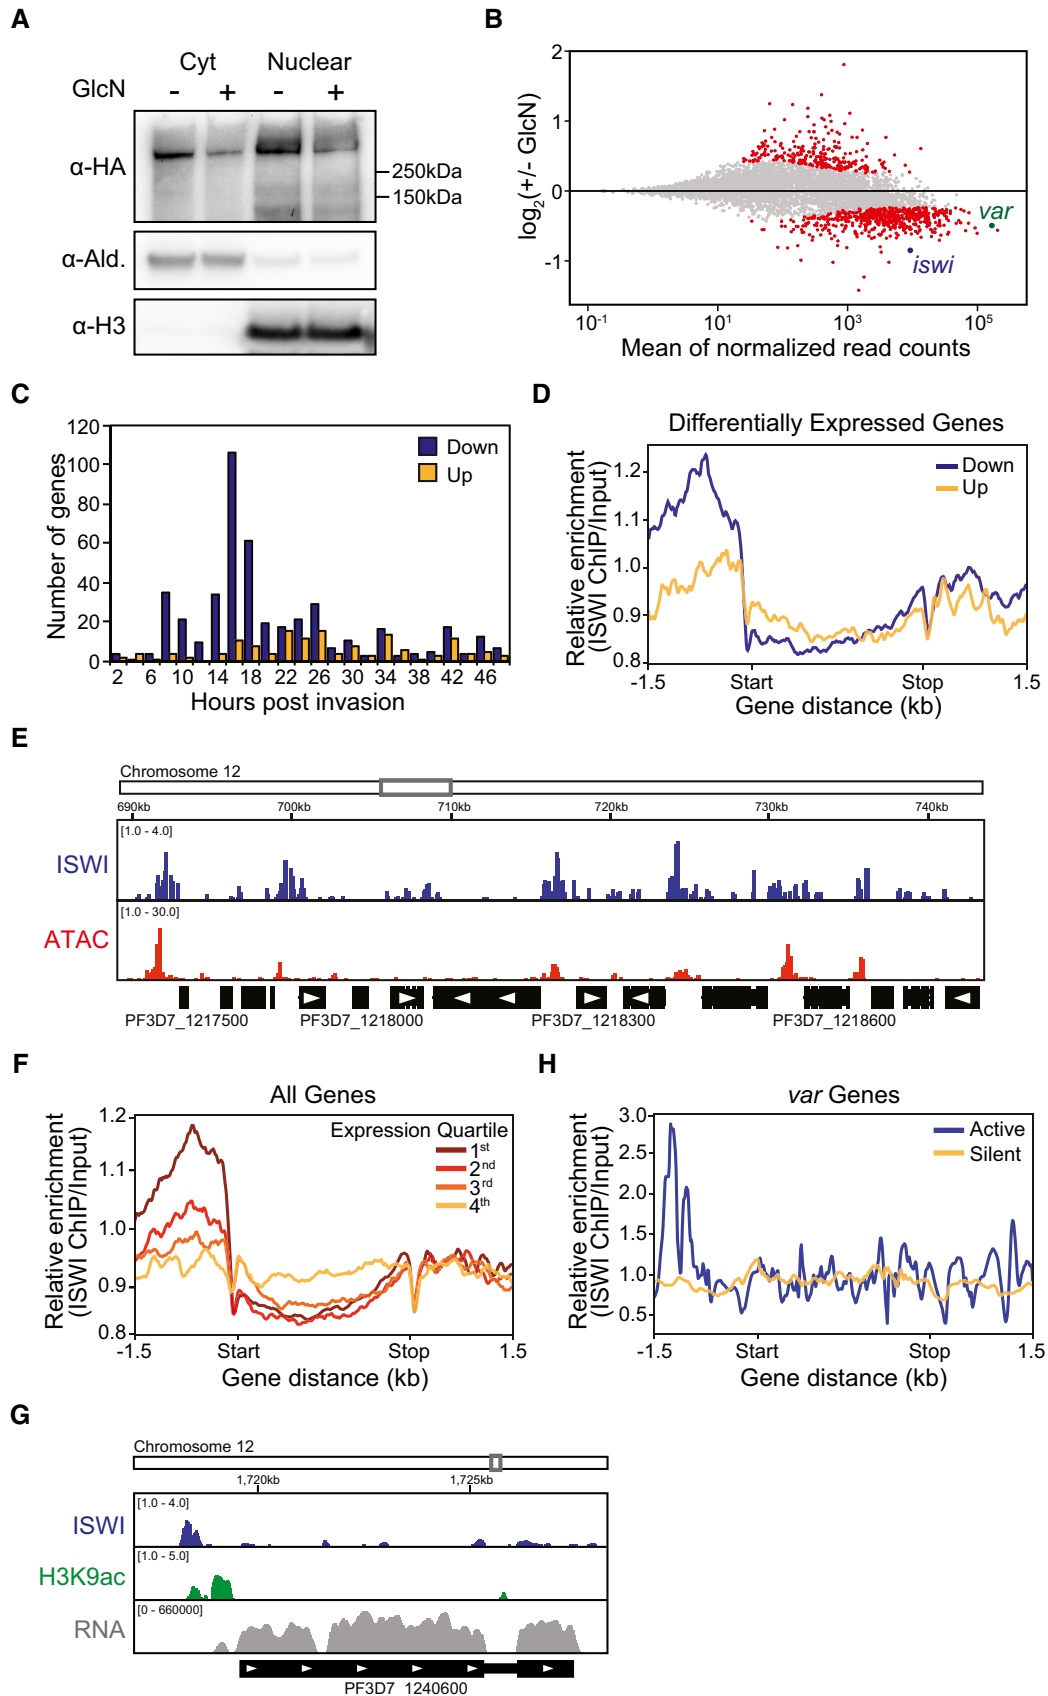 A
Cyt Nuclear
GlcN - + - +
α-HA
250kDa
150kDa
α-Ald.
α-H3
B
log2(+/- GlcN)
2
1
0
-1
var
iswi
10-1 101 103 105
Mean of normalized read counts
C
Number of genes
120
100
80
60
40
20
0
Down
Up
2 6 10 14 18 22 26 30 34 38 42 46
Hours post invasion
D
Differentially Expressed Genes
Relative enrichment
(ISWI ChIP/Input)
1.2
1.1
1.0
0.9
0.8
Down
Up
-1.5 Start Stop 1.5
Gene distance (kb)
E
Chromosome 12
690kb 700kb 710kb 720kb 730kb 740kb
[1.0 - 4.0]
ISWI
[1.0 - 30.0]
ATAC
PF3D7_1217500 PF3D7_1218000 PF3D7_1218300 PF3D7_1218600
F
All Genes
Relative enrichment
(ISWI ChIP/Input)
1.2
1.1
1.0
0.9
0.8
Expression Quartile
1st
2nd
3rd
4th
-1.5 Start Stop 1.5
Gene distance (kb)
H
var Genes
Relative enrichment
(ISWI ChIP/Input)
3.0
2.5
2.0
1.5
1.0
0.5
Active
Silent
-1.5 Start Stop 1.5
Gene distance (kb)
G
Chromosome 12
1,720kb 1,725kb
[1.0 - 4.0]
ISWI
[1.0 - 5.0]
H3K9ac
[0 - 660000]
RNA
PF3D7_1240600